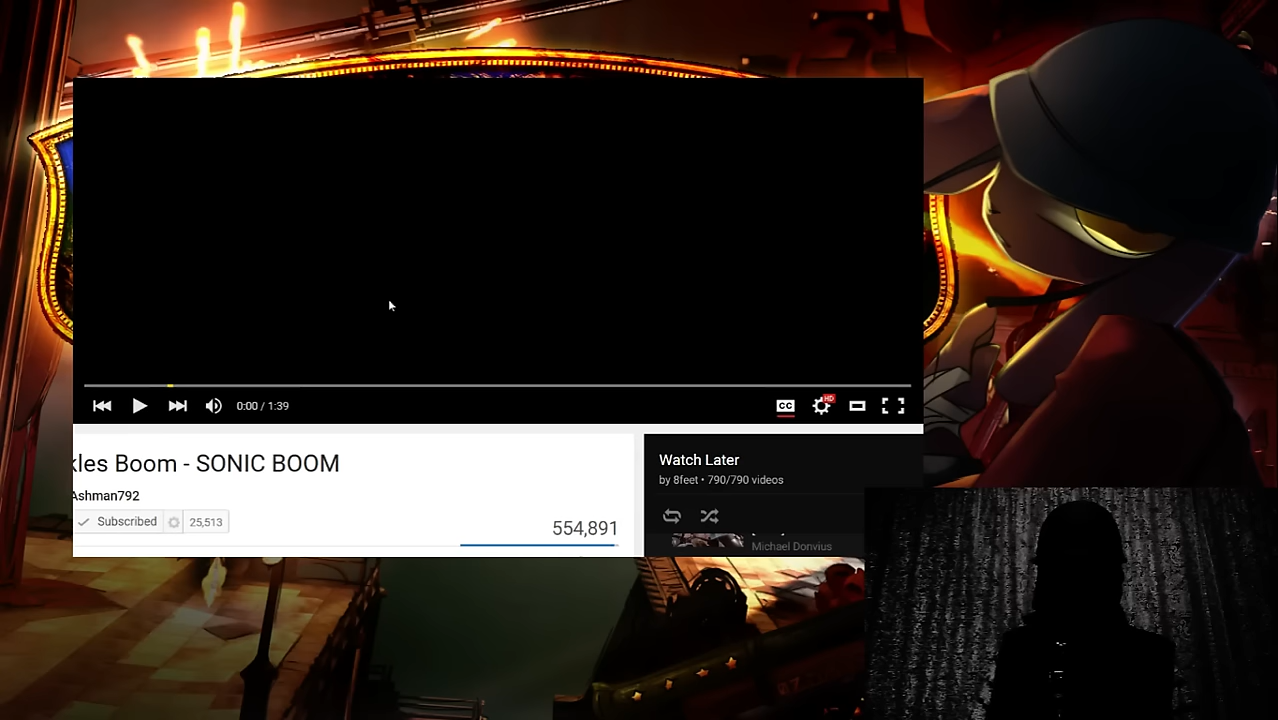 0:00 / 1:39
CC
HD
kles Boom - SONIC BOOM
Ashman792
Subscribed
25,513
554,891
Watch Later
by 8feet • 790/790 videos
Michael Donvius